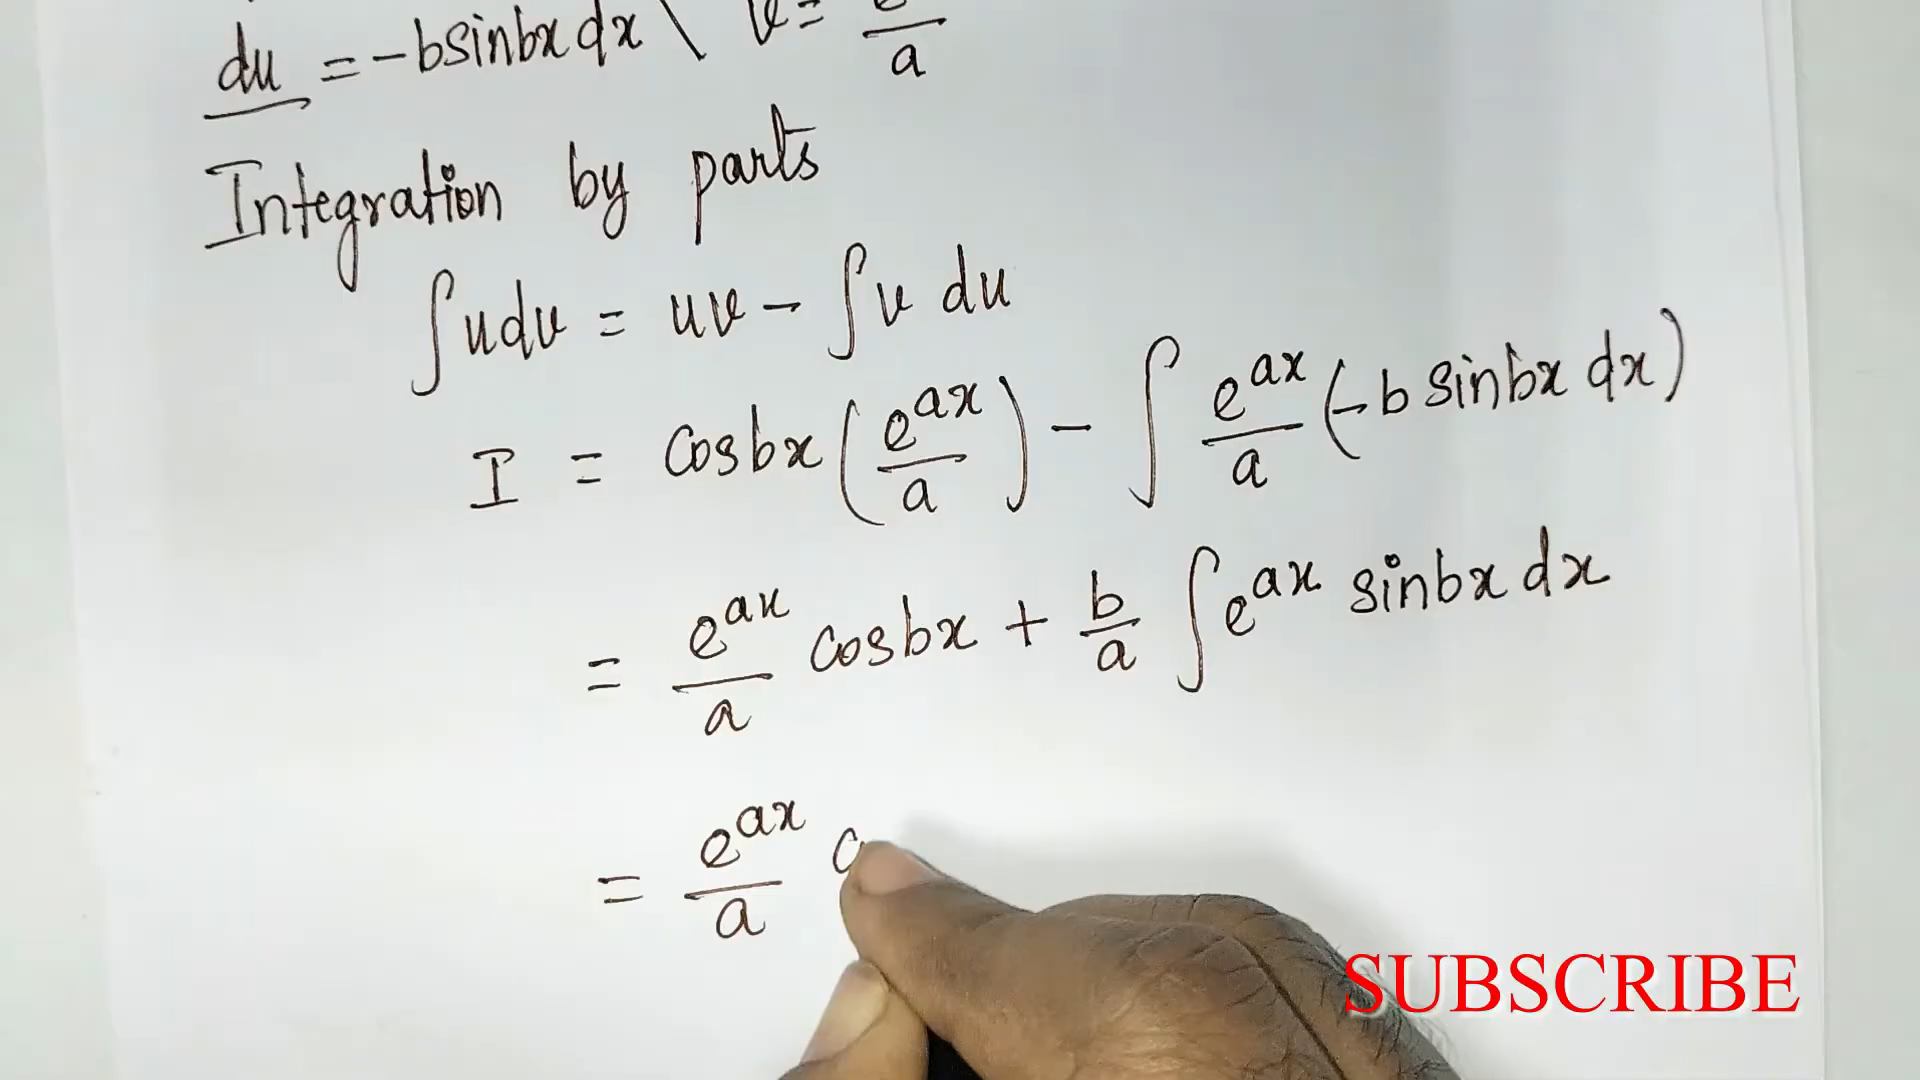 du = -bsinbx dx \ v = e/a
Integration by parts
∫udv = uv - ∫v du
I = cosbx (e^ax/a) - ∫ e^ax/a (-b sinbx dx)
= e^ax/a cosbx + b/a ∫e^ax sinbx dx
= e^ax/a c
SUBSCRIBE